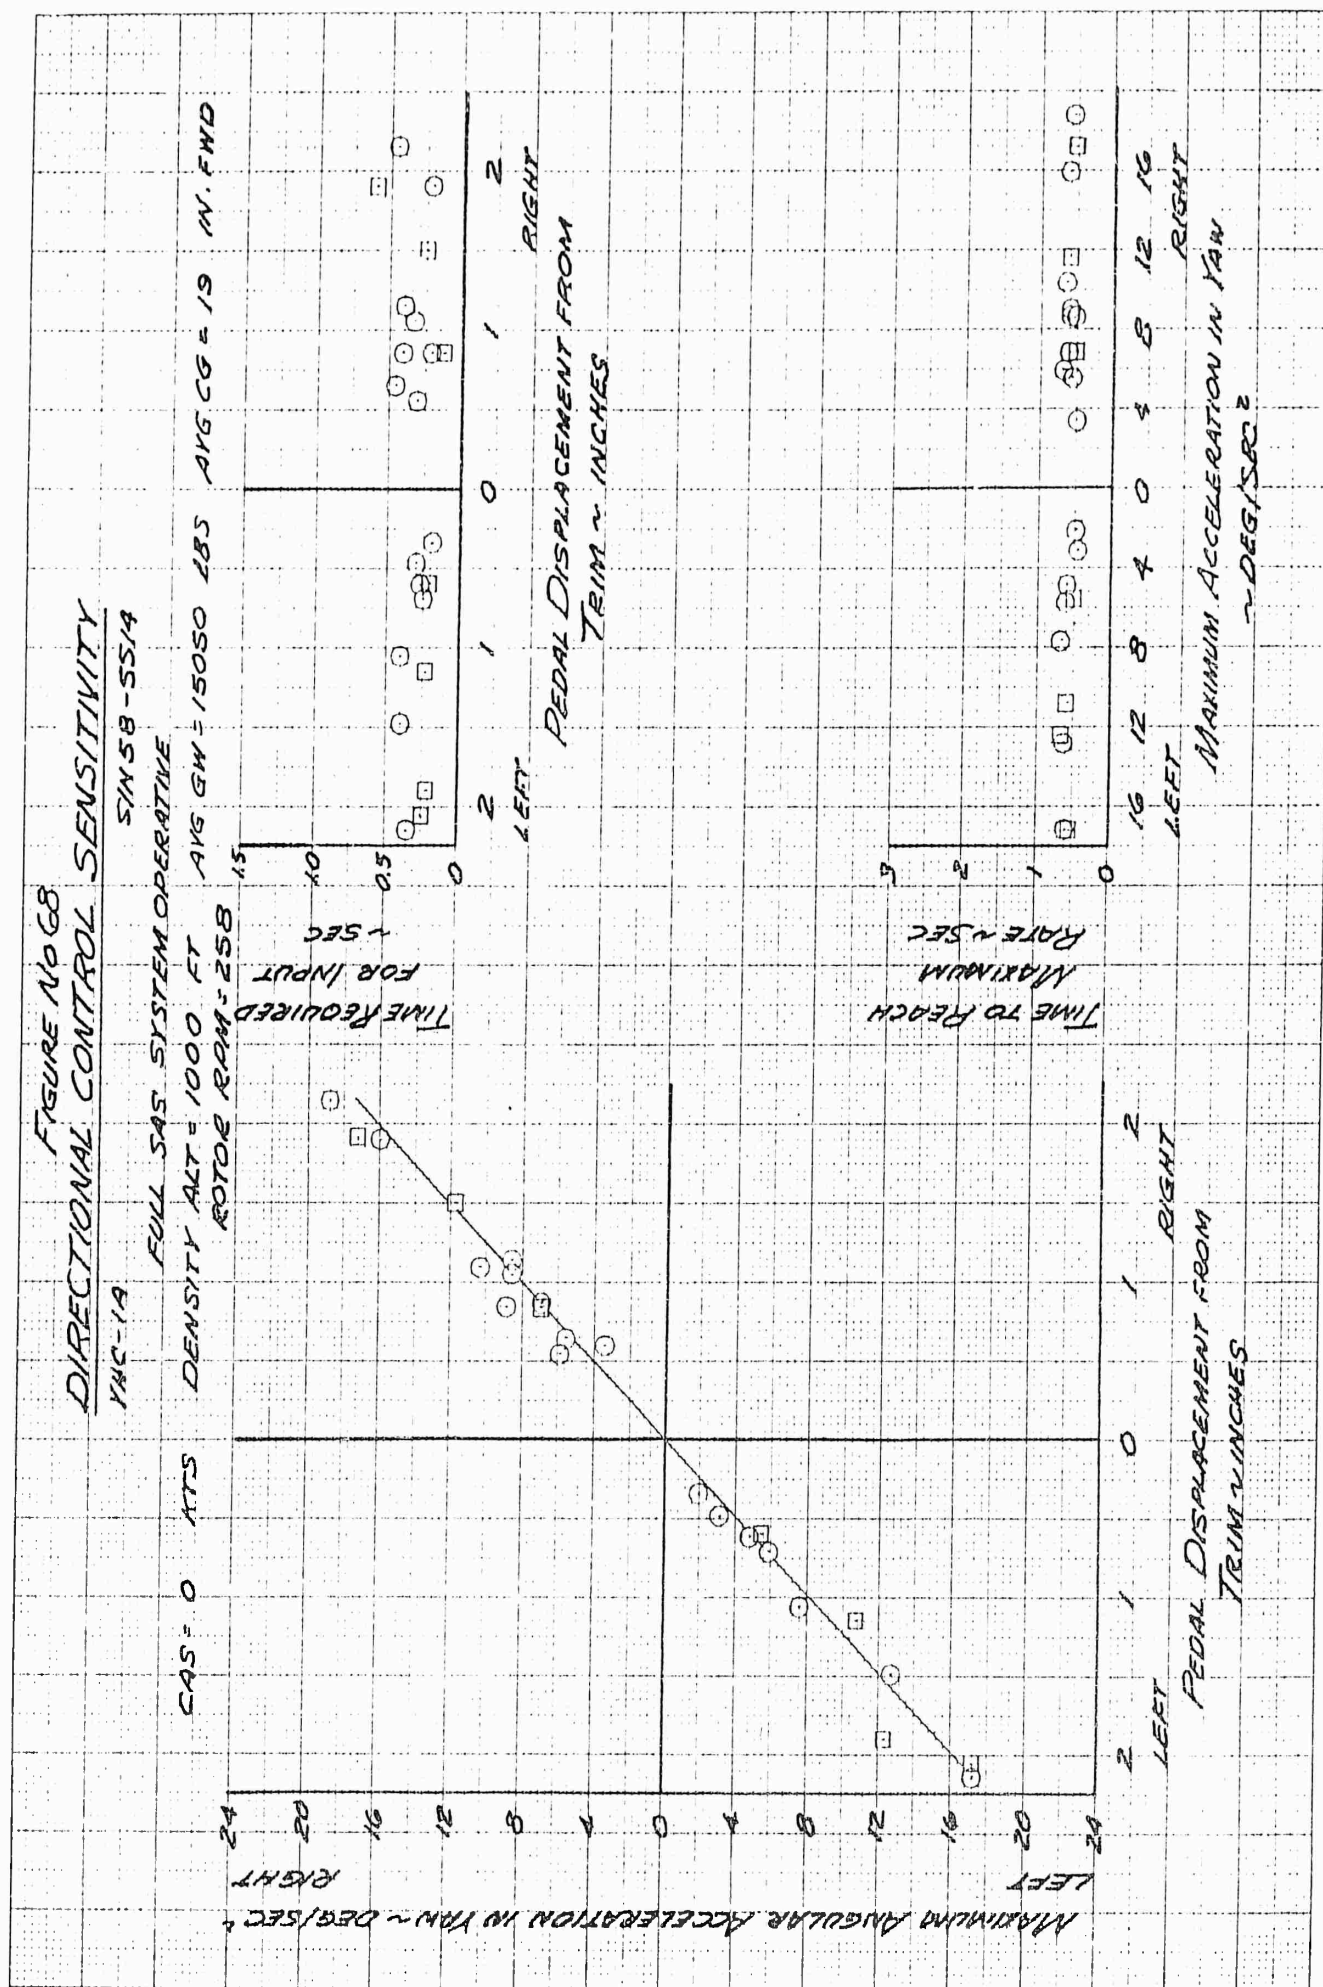 FIGURE NO 68
DIRECTIONAL CONTROL SENSITIVITY
YHC-1A S/N 58-5514
FULL SAS SYSTEM OPERATIVE
CAS = 0 KTS DENSITY ALT = 1000 FT AVG GW = 15050 LBS AVG CG = 19 IN. FWD
ROTOR RPM = 258
MAXIMUM ANGULAR ACCELERATION IN YAW ~ DEG/SEC²
LEFT RIGHT
24
20
16
12
8
4
0
4
8
12
16
20
24
2 1 0 1 2
LEFT RIGHT
PEDAL DISPLACEMENT FROM
TRIM ~ INCHES
TIME REQUIRED
FOR INPUT
~ SEC
1.5
1.0
0.5
0
2 1 0 1 2
LEFT RIGHT
PEDAL DISPLACEMENT FROM
TRIM ~ INCHES
TIME TO REACH
MAXIMUM
RATE ~ SEC
3
2
1
0
16 12 8 4 0 4 8 12 16
LEFT RIGHT
MAXIMUM ACCELERATION IN YAW
~ DEG/SEC²